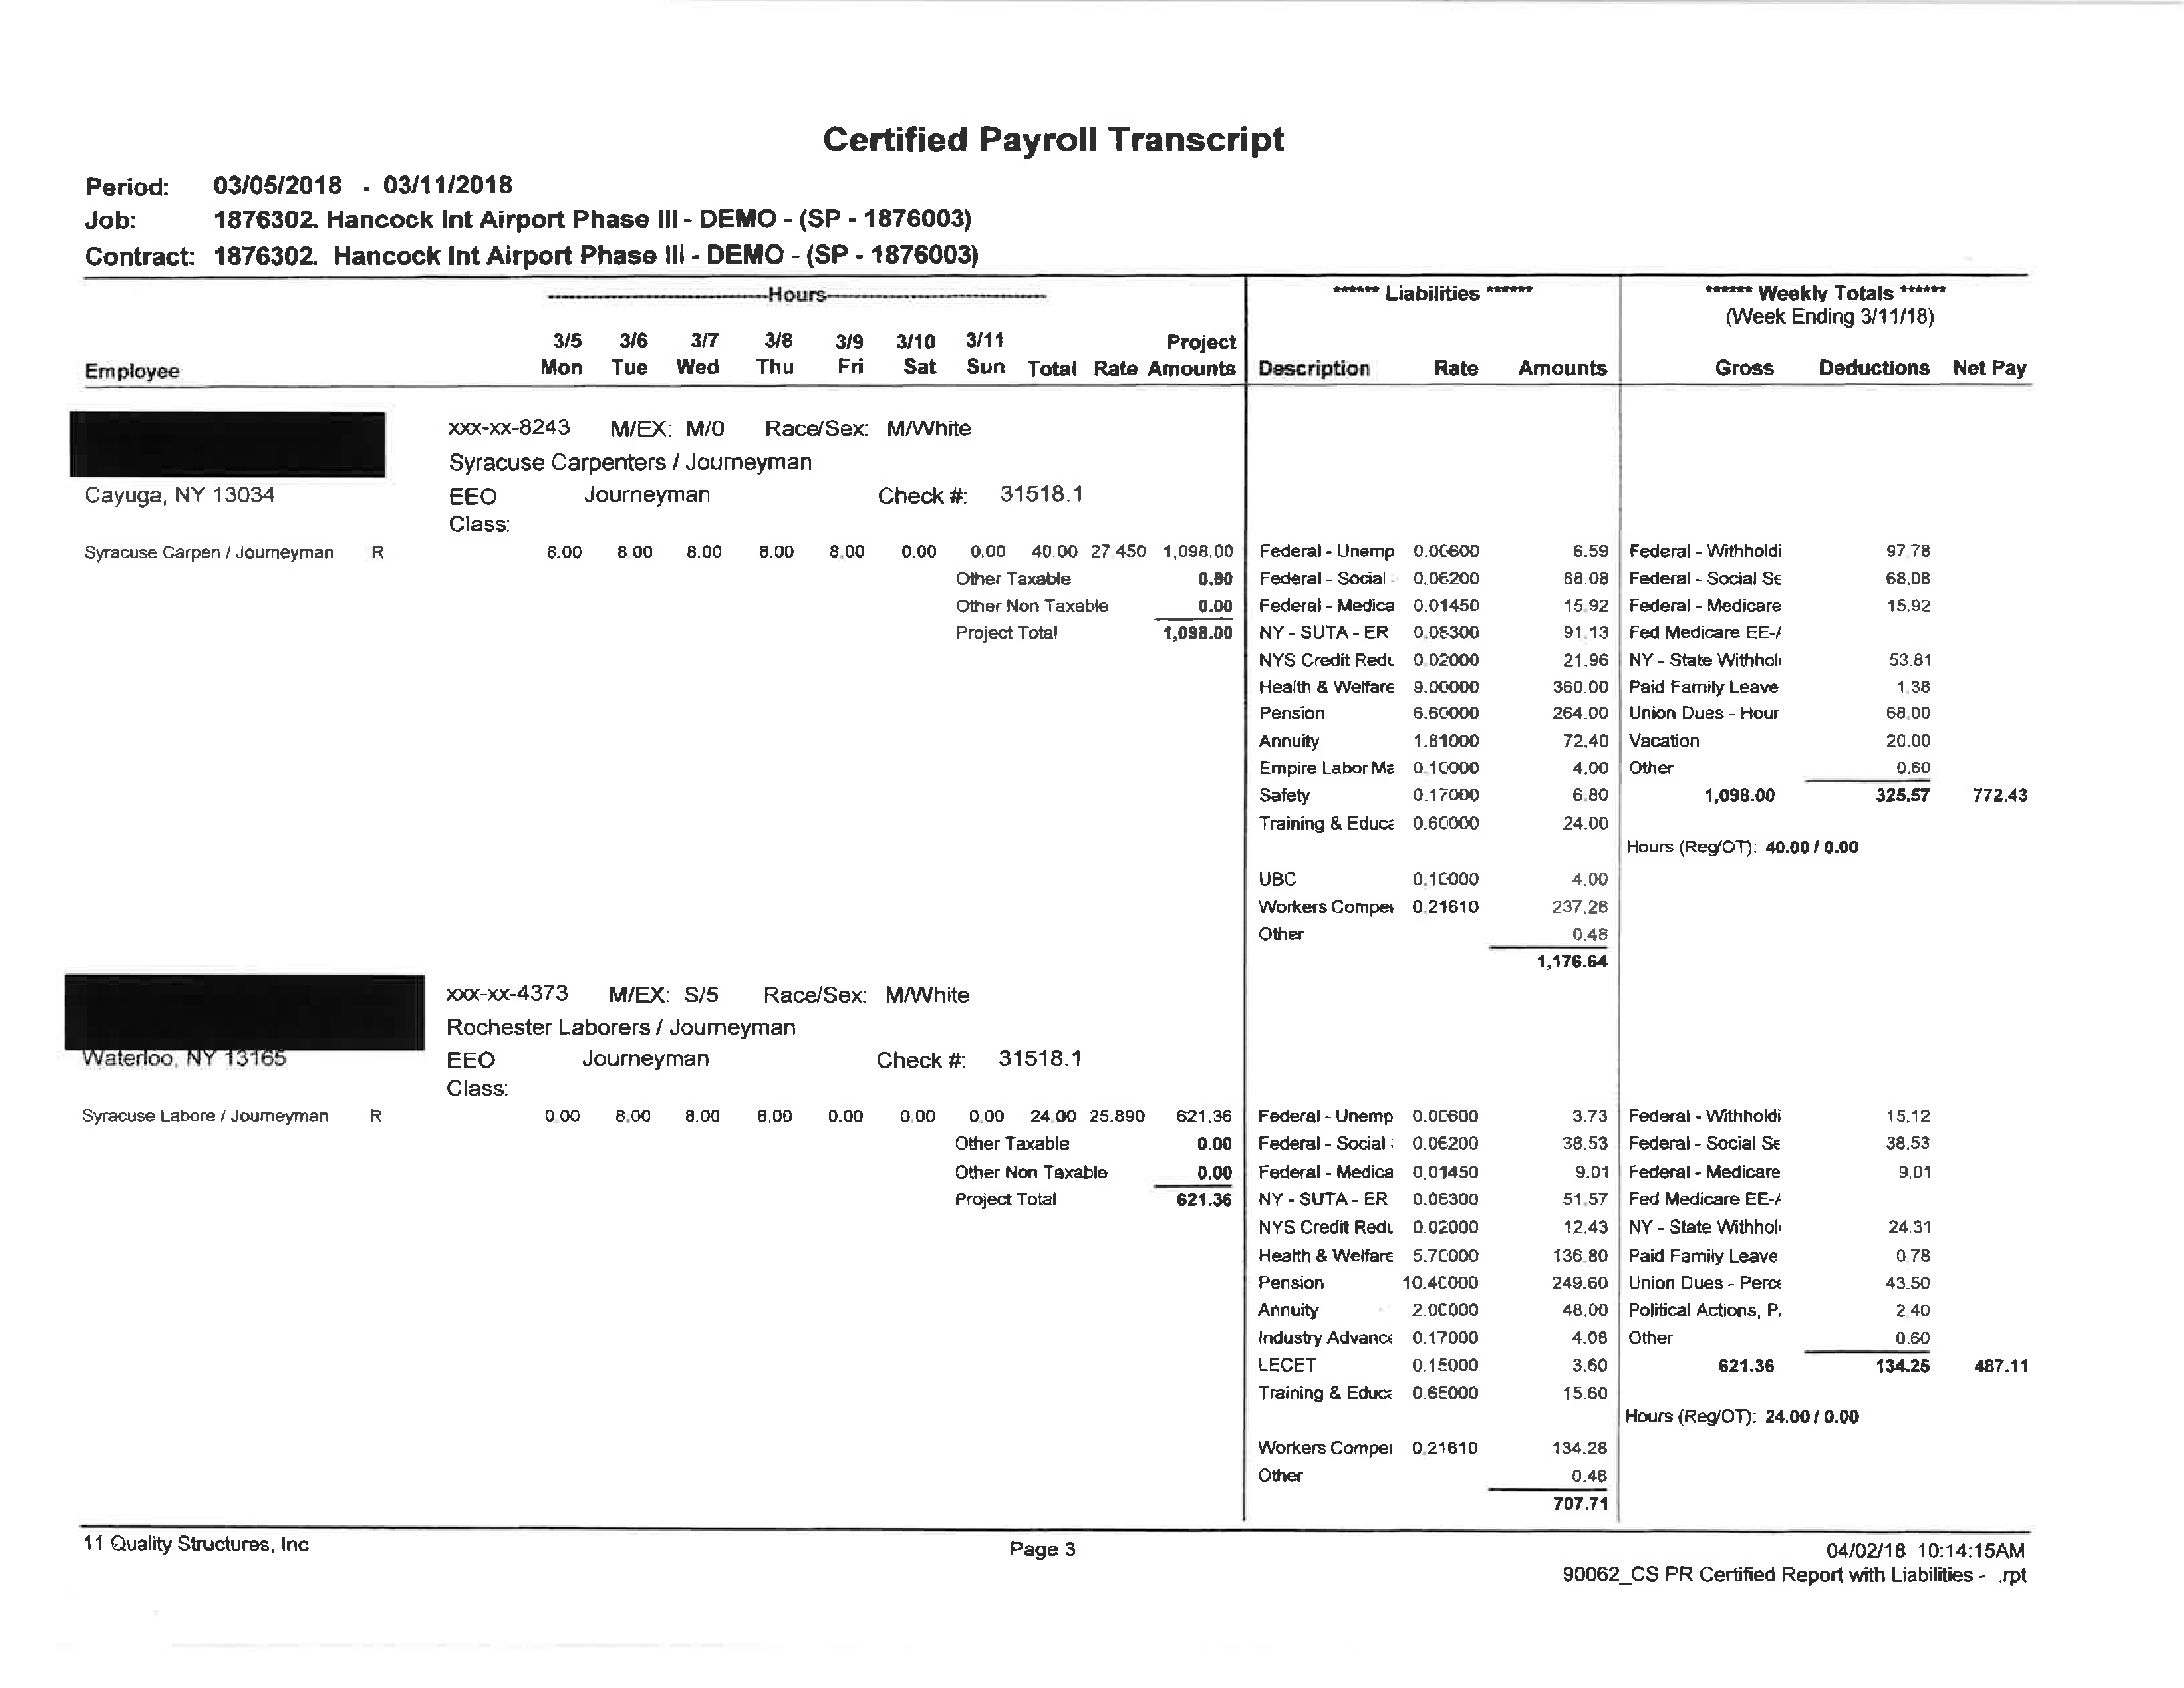 Certified Payroll Transcript
Period: 03/05/2018 - 03/11/2018
Job: 1876302. Hancock Int Airport Phase III - DEMO - (SP - 1876003)
Contract: 1876302. Hancock Int Airport Phase III - DEMO - (SP - 1876003)
Hours ****** Liabilities ****** ****** Weekly Totals ******
(Week Ending 3/11/18)
3/5 3/6 3/7 3/8 3/9 3/10 3/11 Project
Employee Mon Tue Wed Thu Fri Sat Sun Total Rate Amounts Description Rate Amounts Gross Deductions Net Pay
xxx-xx-8243 M/EX: M/0 Race/Sex: M/White
Syracuse Carpenters / Journeyman
Cayuga, NY 13034 EEO Journeyman Check #: 31518.1
Class:
Syracuse Carpen / Journeyman R 8.00 8.00 8.00 8.00 8.00 0.00 0.00 40.00 27.450 1,098.00 Federal - Unemp 0.00600 6.59 Federal - Withholdi 97.78
Other Taxable 0.00 Federal - Social 0.06200 68.08 Federal - Social Se 68.08
Other Non Taxable 0.00 Federal - Medica 0.01450 15.92 Federal - Medicare 15.92
Project Total 1,098.00 NY - SUTA - ER 0.08300 91.13 Fed Medicare EE-A
NYS Credit Redu 0.02000 21.96 NY - State Withhol 53.81
Health & Welfare 9.00000 360.00 Paid Family Leave 1.38
Pension 6.60000 264.00 Union Dues - Hour 68.00
Annuity 1.81000 72.40 Vacation 20.00
Empire Labor Ma 0.10000 4.00 Other 0.60
Safety 0.17000 6.80 1,098.00 325.57 772.43
Training & Educa 0.60000 24.00
Hours (Reg/OT): 40.00 / 0.00
UBC 0.10000 4.00
Workers Compe 0.21610 237.28
Other 0.48
1,176.64
xxx-xx-4373 M/EX: S/5 Race/Sex: M/White
Rochester Laborers / Journeyman
Waterloo, NY 13165 EEO Journeyman Check #: 31518.1
Class:
Syracuse Labore / Journeyman R 0.00 8.00 8.00 8.00 0.00 0.00 0.00 24.00 25.890 621.36 Federal - Unemp 0.00600 3.73 Federal - Withholdi 15.12
Other Taxable 0.00 Federal - Social 0.06200 38.53 Federal - Social Se 38.53
Other Non Taxable 0.00 Federal - Medica 0.01450 9.01 Federal - Medicare 9.01
Project Total 621.36 NY - SUTA - ER 0.08300 51.57 Fed Medicare EE-A
NYS Credit Redu 0.02000 12.43 NY - State Withhol 24.31
Health & Welfare 5.70000 136.80 Paid Family Leave 0.78
Pension 10.40000 249.60 Union Dues - Perce 43.50
Annuity 2.00000 48.00 Political Actions, P. 2.40
Industry Advance 0.17000 4.08 Other 0.60
LECET 0.15000 3.60 621.36 134.25 487.11
Training & Educa 0.65000 15.60
Hours (Reg/OT): 24.00 / 0.00
Workers Compe 0.21610 134.28
Other 0.48
707.71
11 Quality Structures, Inc Page 3 04/02/18 10:14:15AM
90062_CS PR Certified Report with Liabilities - .rpt